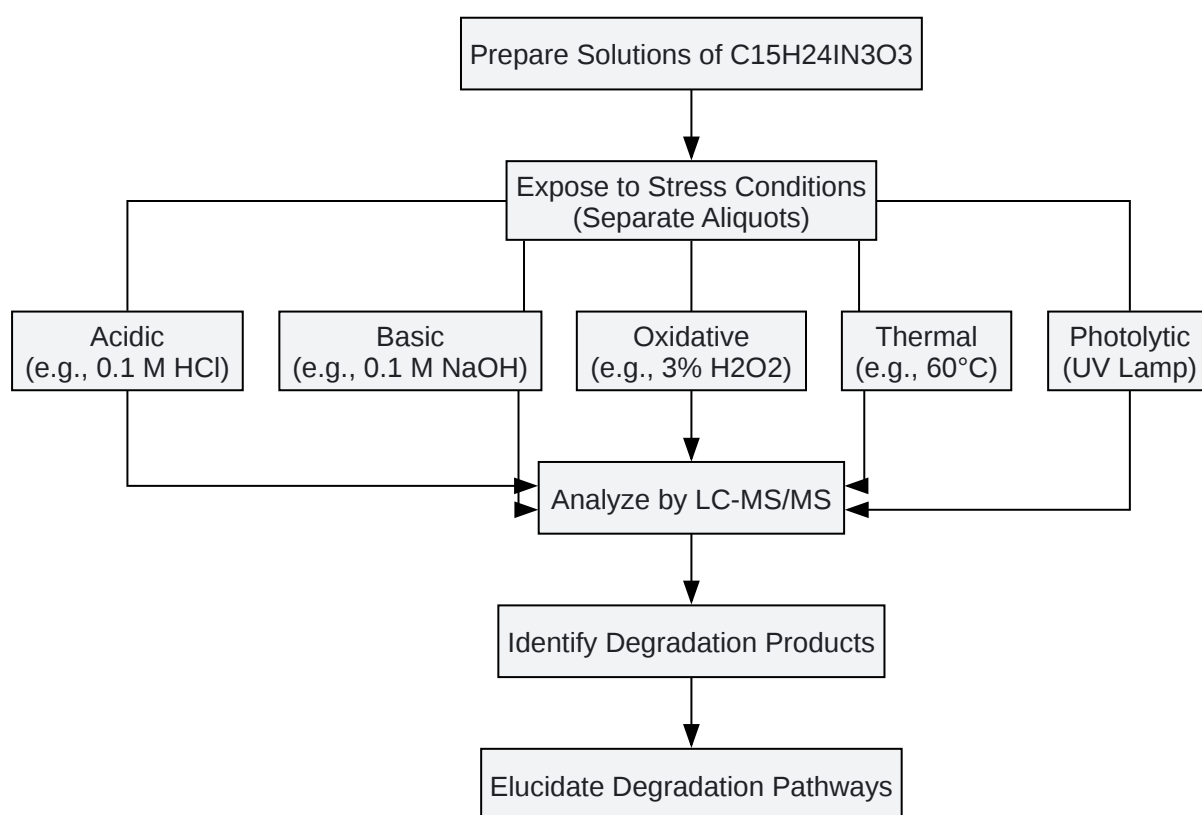 Prepare Solutions of C15H24IN3O3
Expose to Stress Conditions
(Separate Aliquots)
Acidic
(e.g., 0.1 M HCl)
Basic
(e.g., 0.1 M NaOH)
Oxidative
(e.g., 3% H2O2)
Thermal
(e.g., 60°C)
Photolytic
(UV Lamp)
Analyze by LC-MS/MS
Identify Degradation Products
Elucidate Degradation Pathways